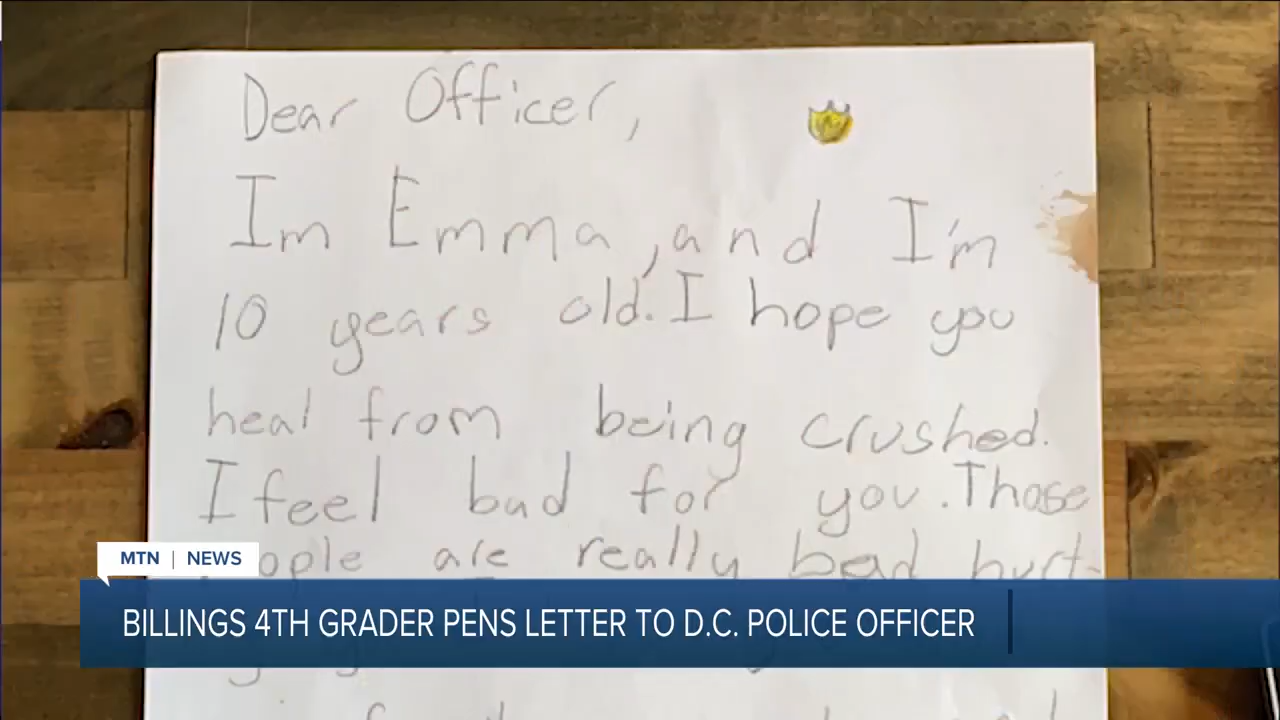 Dear Officer,
Im Emma, and I'm
10 years old. I hope you
heal from being crushed.
I feel bad for you. Those
are really bad hurt-
MTN | NEWS
BILLINGS 4TH GRADER PENS LETTER TO D.C. POLICE OFFICER